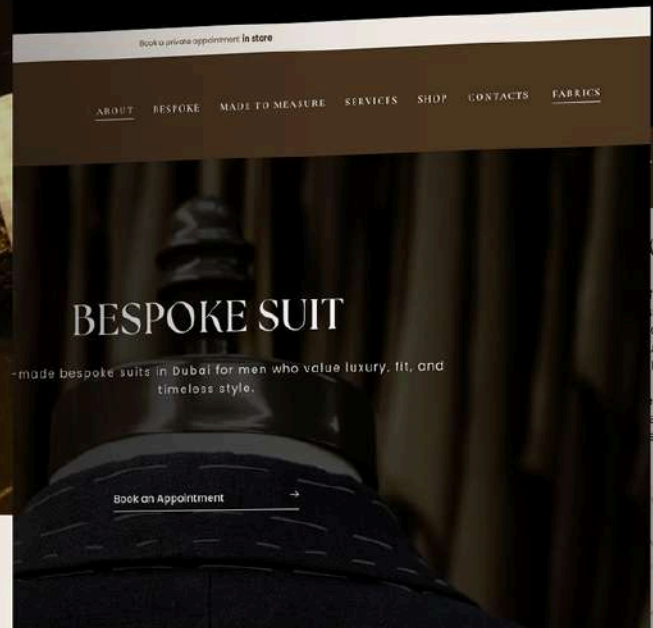 Book a private appointment in store
ABOUT BESPOKE MADE TO MEASURE SERVICES SHOP CONTACTS FABRICS
BESPOKE SUIT
-made bespoke suits in Dubai for men who value luxury, fit, and
timeless style.
Book an Appointment →